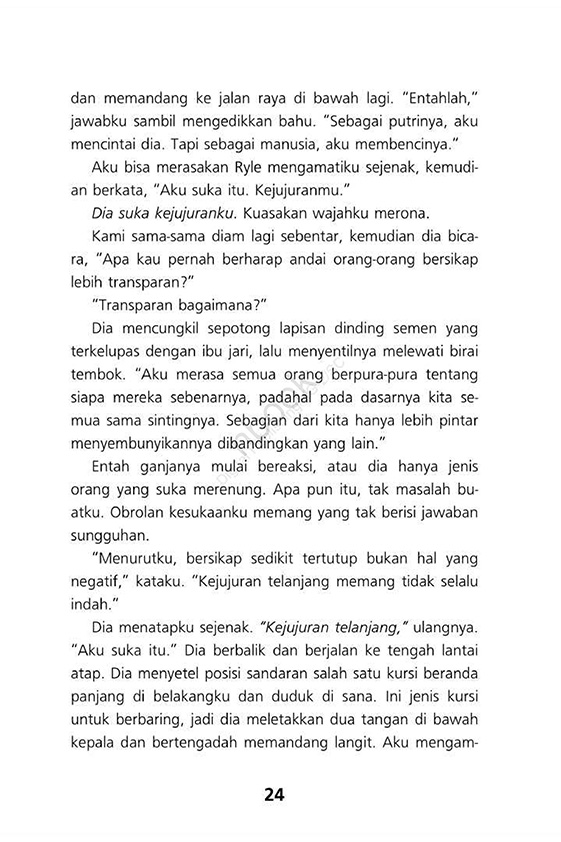 dan memandang ke jalan raya di bawah lagi. “Entahlah,”
jawabku sambil mengedikkan bahu. “Sebagai putrinya, aku
mencintai dia. Tapi sebagai manusia, aku membencinya.”
Aku bisa merasakan Ryle mengamatiku sejenak, kemudi-
an berkata, “Aku suka itu. Kejujuranmu.”
Dia suka kejujuranku. Kuasakan wajahku merona.
Kami sama-sama diam lagi sebentar, kemudian dia bica-
ra, “Apa kau pernah berharap andai orang-orang bersikap
lebih transparan?”
“Transparan bagaimana?”
Dia mencungkil sepotong lapisan dinding semen yang
terkelupas dengan ibu jari, lalu menyentilnya melewati birai
tembok. “Aku merasa semua orang berpura-pura tentang
siapa mereka sebenarnya, padahal pada dasarnya kita se-
mua sama sintingnya. Sebagian dari kita hanya lebih pintar
menyembunyikannya dibandingkan yang lain.”
Entah ganjanya mulai bereaksi, atau dia hanya jenis
orang yang suka merenung. Apa pun itu, tak masalah bu-
atku. Obrolan kesukaanku memang yang tak berisi jawaban
sungguhan.
“Menurutku, bersikap sedikit tertutup bukan hal yang
negatif,” kataku. “Kejujuran telanjang memang tidak selalu
indah.”
Dia menatapku sejenak. “Kejujuran telanjang,” ulangnya.
“Aku suka itu.” Dia berbalik dan berjalan ke tengah lantai
atap. Dia menyetel posisi sandaran salah satu kursi beranda
panjang di belakangku dan duduk di sana. Ini jenis kursi
untuk berbaring, jadi dia meletakkan dua tangan di bawah
kepala dan bertengadah memandang langit. Aku mengam-
24